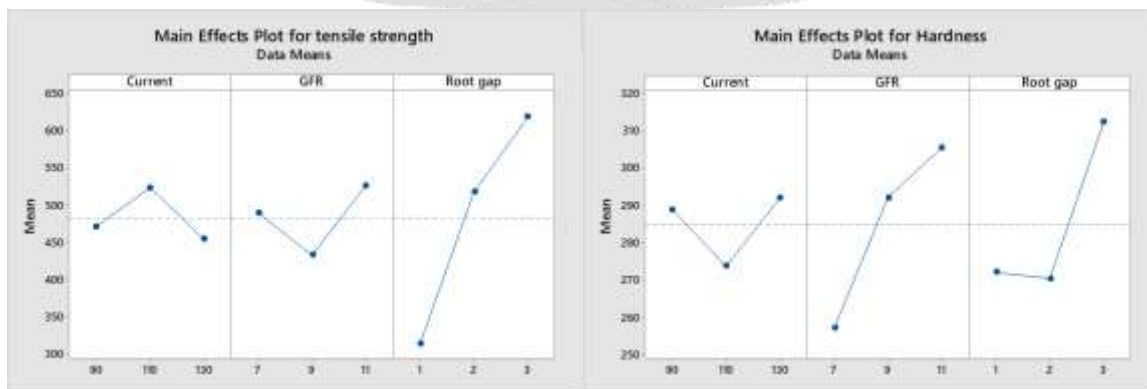 Main Effects Plot for tensile strength
Data Means
Current GFR Root gap
650
600
550
500
450
400
350
300
Mean
90 110 130 7 9 11 1 2 3
Main Effects Plot for Hardness
Data Means
Current GFR Root gap
320
310
300
290
280
270
260
250
Mean
90 110 130 7 9 11 1 2 3